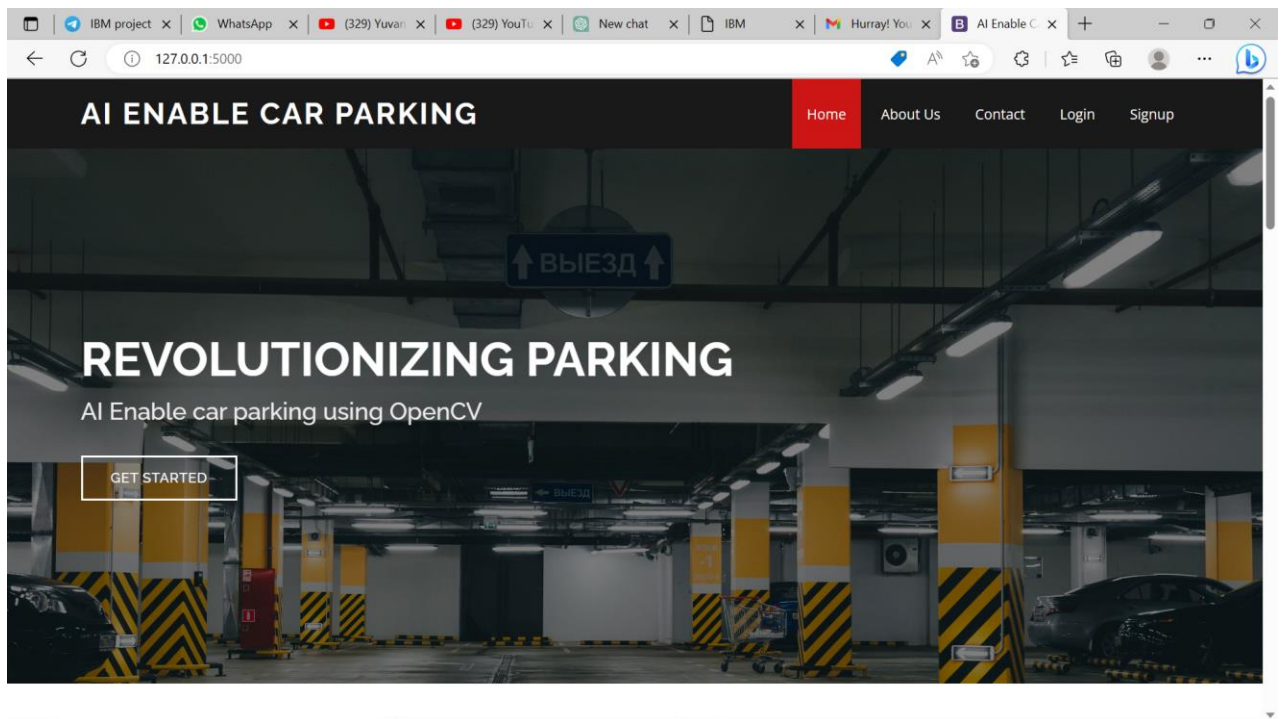 IBM project
WhatsApp
(329) Yuvan
(329) YouTu
New chat
IBM
Hurray! You
AI Enable C
127.0.0.1:5000
AI ENABLE CAR PARKING
Home
About Us
Contact
Login
Signup
ВЫЕЗД
REVOLUTIONIZING PARKING
AI Enable car parking using OpenCV
GET STARTED
ВЫЕЗД
-1